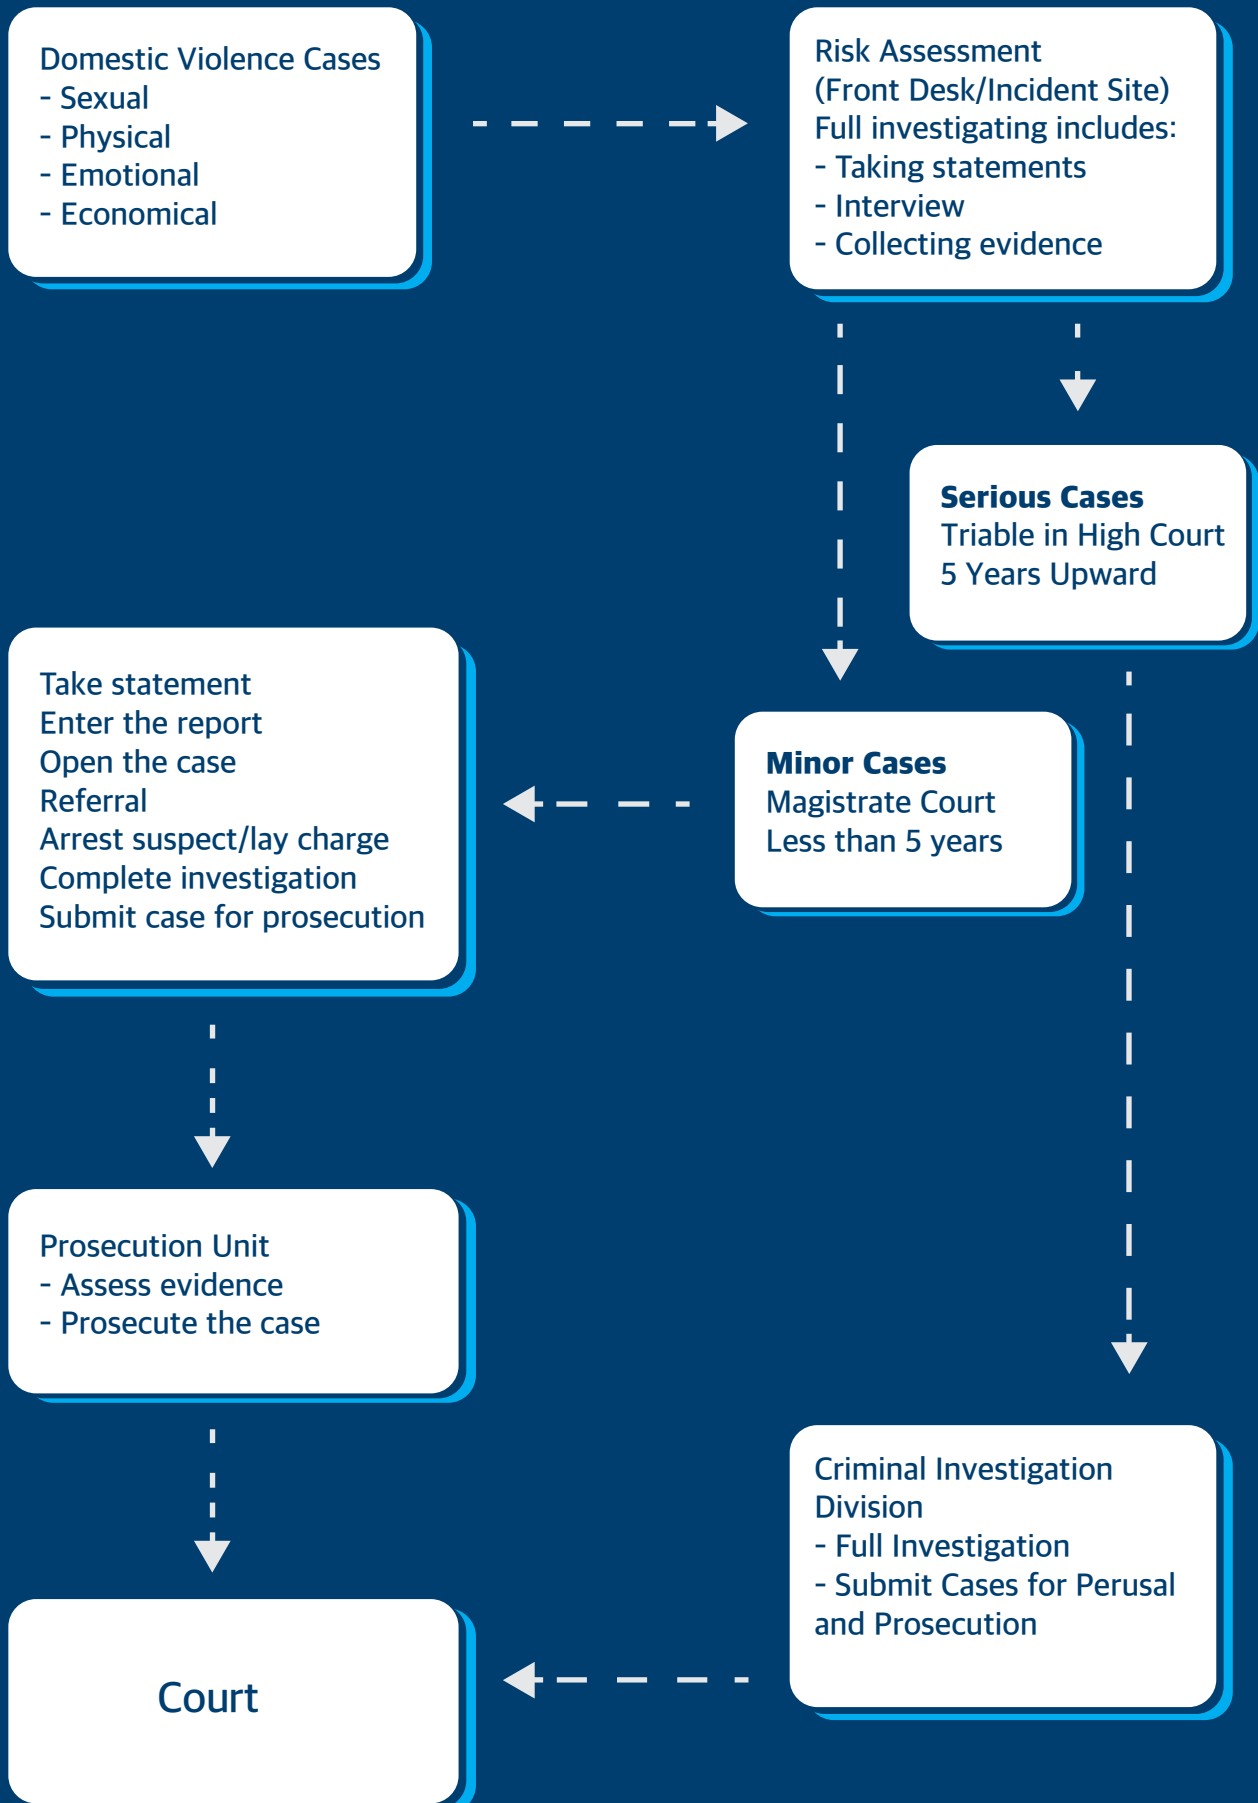 Domestic Violence Cases
- Sexual
- Physical
- Emotional
- Economical
Risk Assessment
(Front Desk/Incident Site)
Full investigating includes:
- Taking statements
- Interview
- Collecting evidence
Serious Cases
Triable in High Court
5 Years Upward
Minor Cases
Magistrate Court
Less than 5 years
Take statement
Enter the report
Open the case
Referral
Arrest suspect/lay charge
Complete investigation
Submit case for prosecution
Prosecution Unit
- Assess evidence
- Prosecute the case
Criminal Investigation
Division
- Full Investigation
- Submit Cases for Perusal
and Prosecution
Court